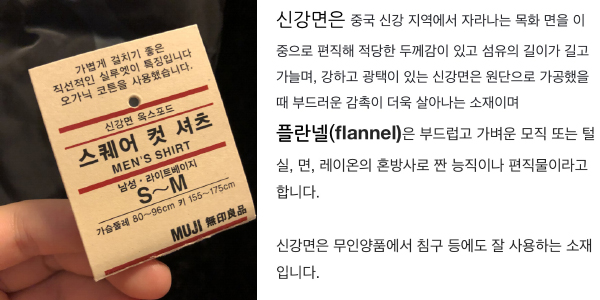 가볍게 걸치기 좋은
직선적인 실루엣이 특징입니다
오가닉 코튼을 사용했습니다.
신강면 옥스포드
스퀘어 컷 셔츠
MEN'S SHIRT
남성・라이트베이지
S〜M
가슴둘레 80〜96cm 키 155〜175cm
MUJI 無印良品
신강면은 중국 신강 지역에서 자라나는 목화 면을 이
중으로 편직해 적당한 두께감이 있고 섬유의 길이가 길고
가늘며, 강하고 광택이 있는 신강면은 원단으로 가공했을
때 부드러운 감촉이 더욱 살아나는 소재이며
플란넬(flannel)은 부드럽고 가벼운 모직 또는 털
실, 면, 레이온의 혼방사로 짠 능직이나 편직물이라고
합니다.
신강면은 무인양품에서 침구 등에도 잘 사용하는 소재
입니다.